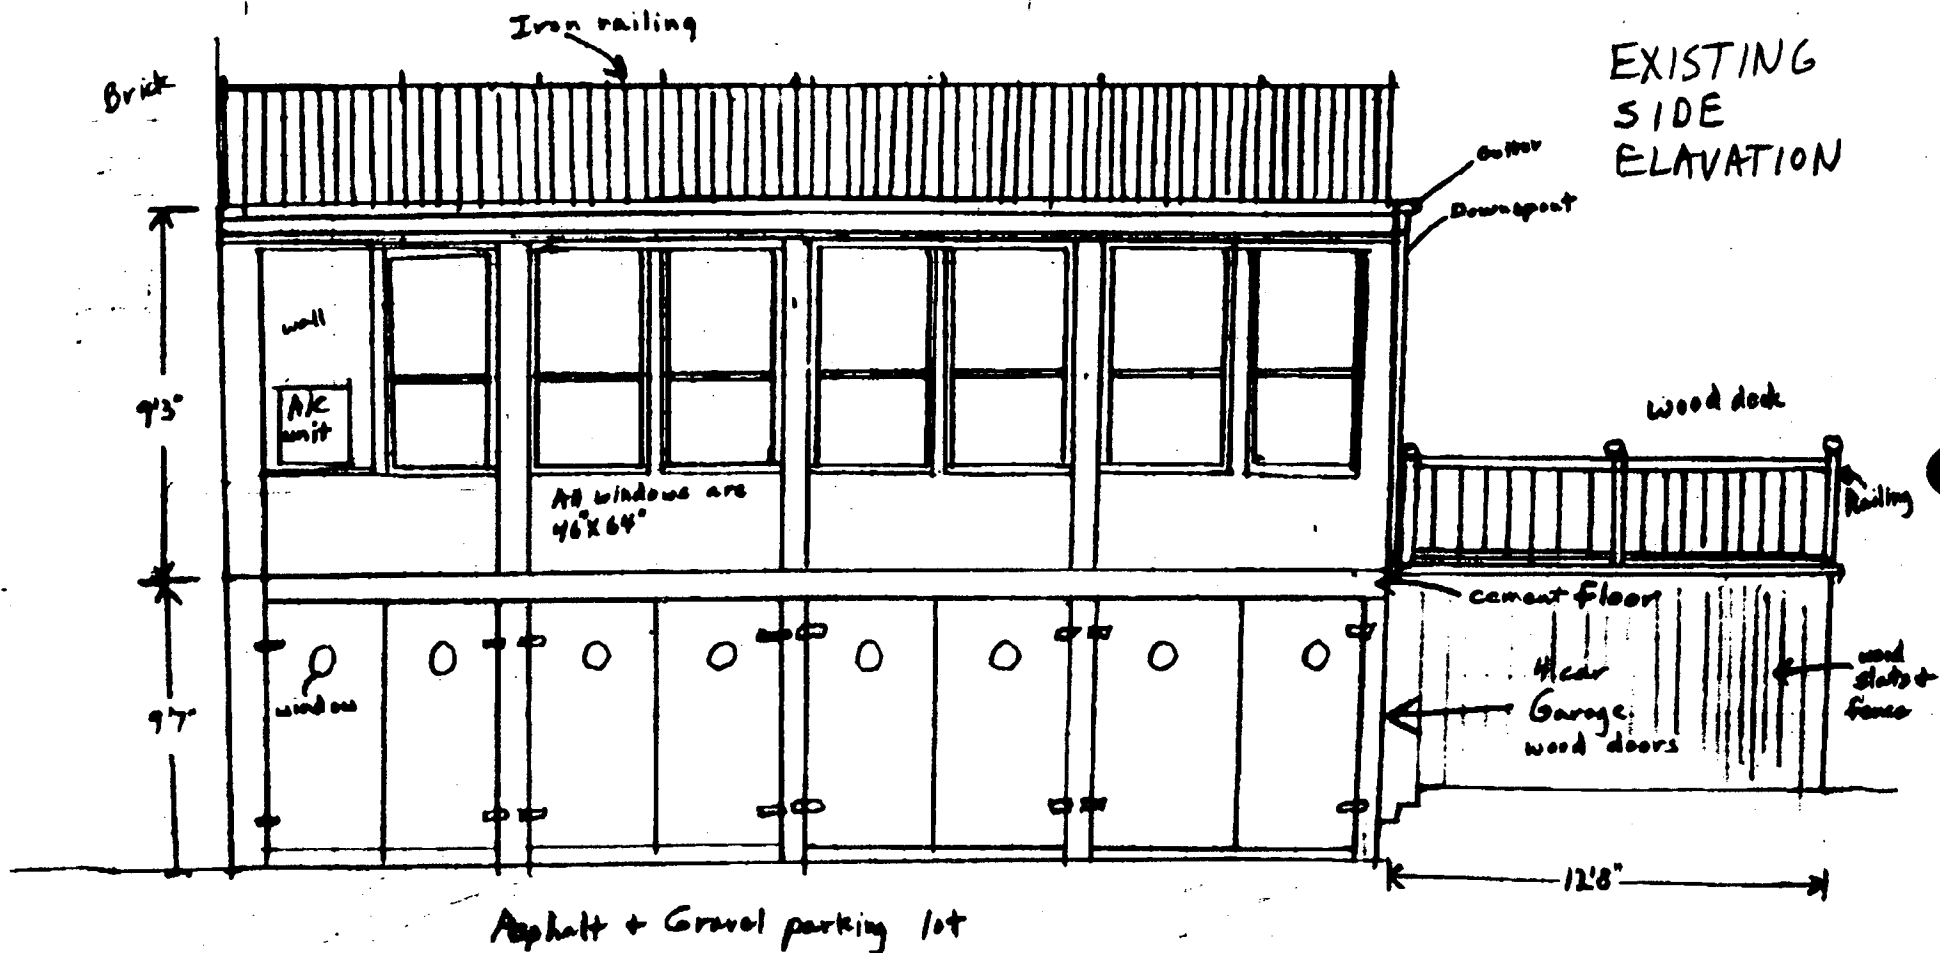 Iron railing
Brick
EXISTING
SIDE
ELAVATION
Gutter
Downspout
wall
A/C
unit
9'3"
wood deck
Railing
All windows are
46"X64"
cement floor
window
4 car
Garage
wood doors
wood
slats +
fence
9'7"
12'8"
Asphalt + Gravel parking lot